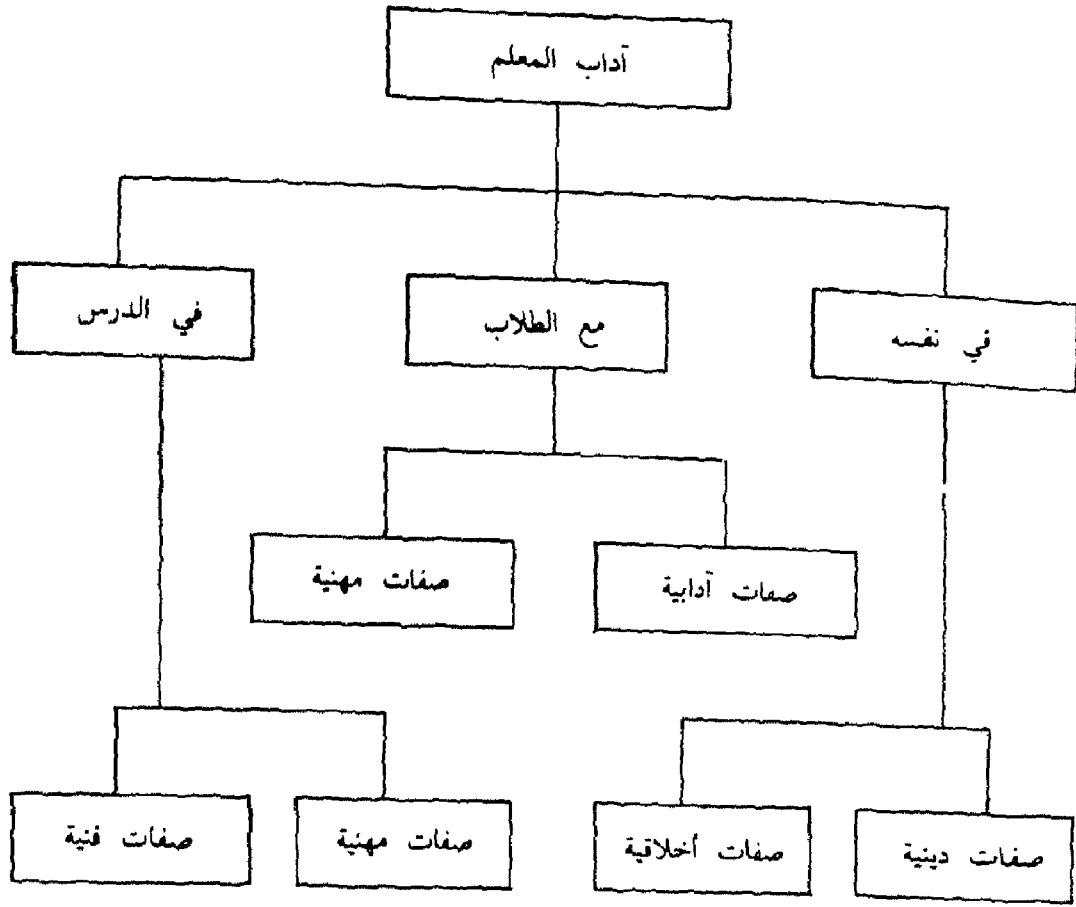 آداب المعلم
في نفسه
مع الطلاب
في الدرس
صفات آدابية
صفات مهنية
صفات دينية
صفات أخلاقية
صفات مهنية
صفات فنية